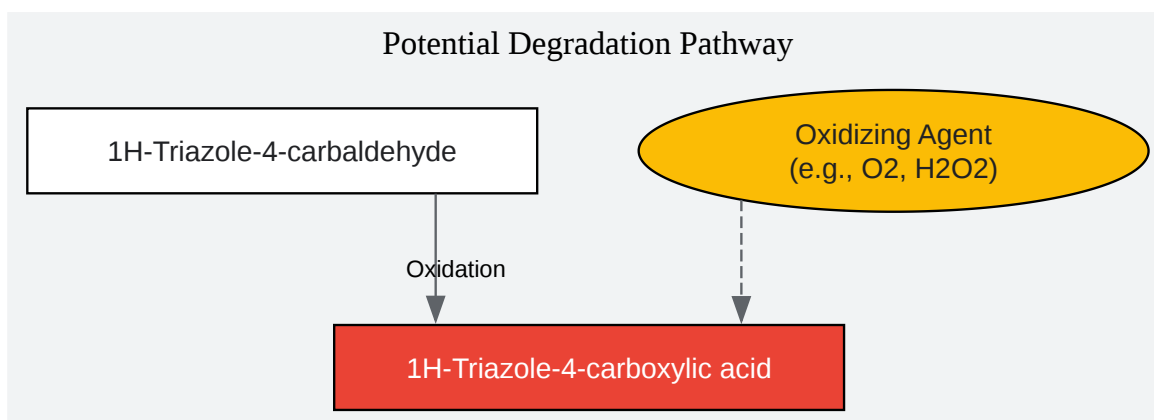 Potential Degradation Pathway
1H-Triazole-4-carbaldehyde
Oxidizing Agent
(e.g., O2, H2O2)
Oxidation
1H-Triazole-4-carboxylic acid